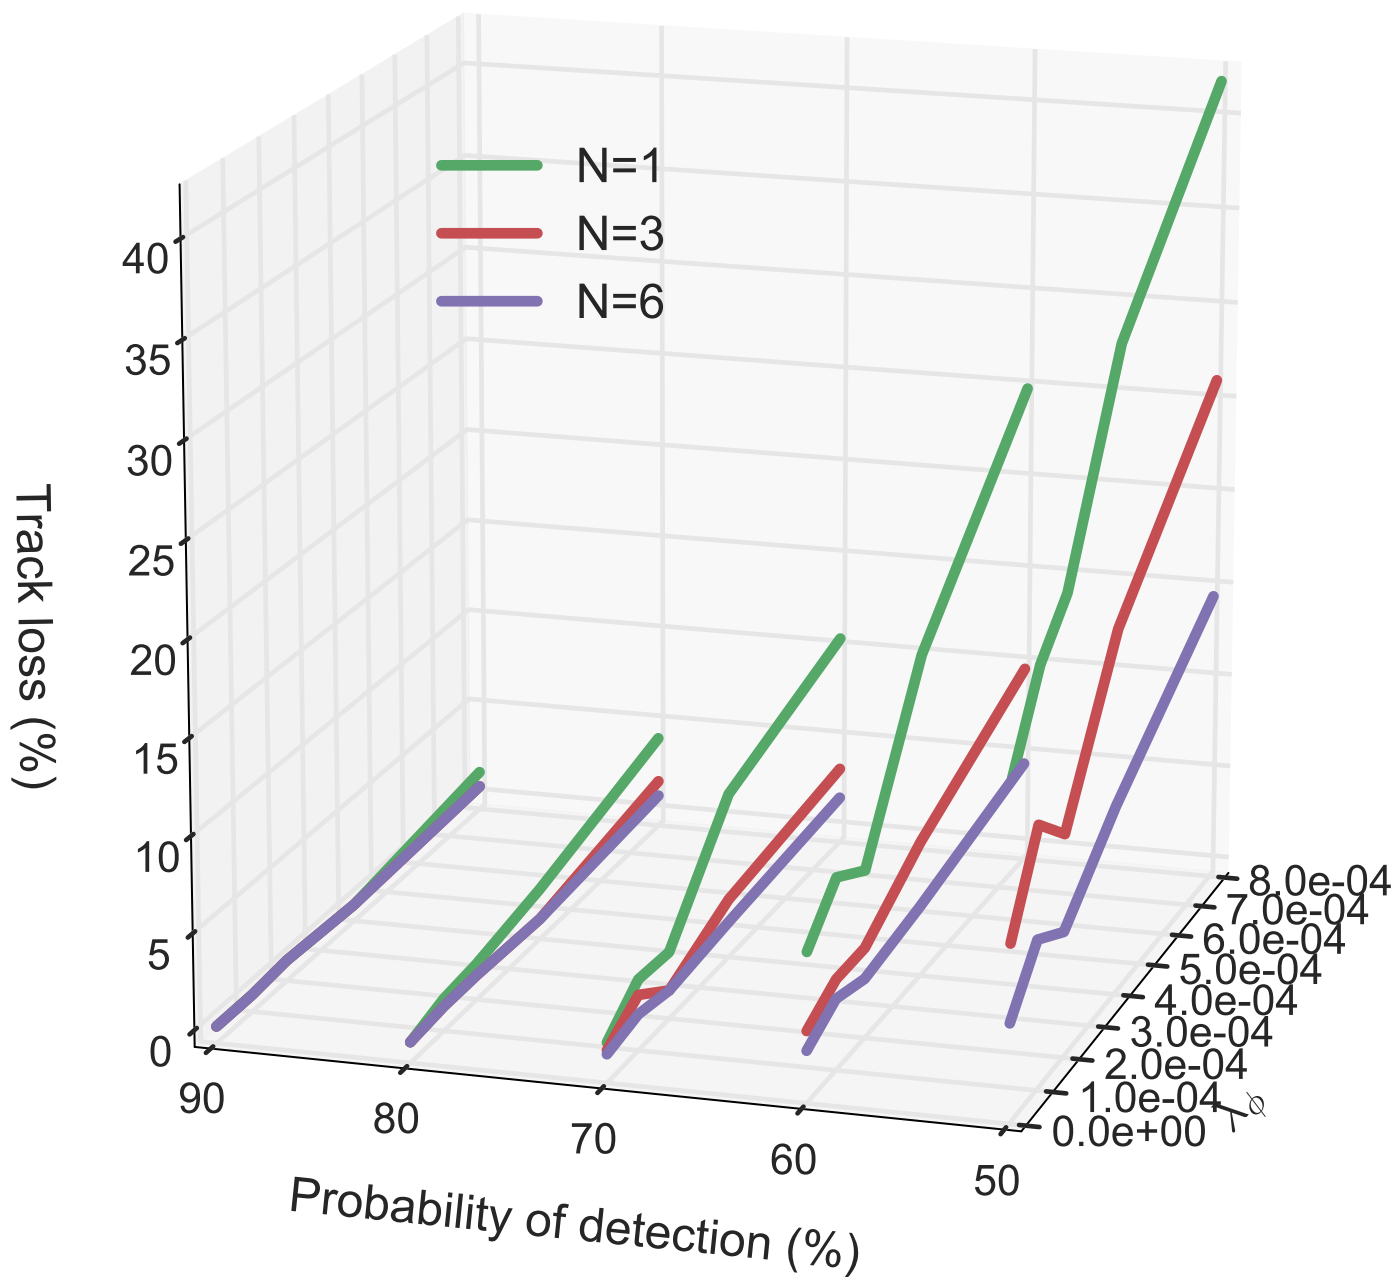 N=1
N=3
N=6
40
35
30
25
20
15
10
5
0
Track loss (%)
90
80
70
60
50
Probability of detection (%)
8.0e-04
7.0e-04
6.0e-04
5.0e-04
4.0e-04
3.0e-04
2.0e-04
1.0e-04
0.0e+00
λϕ